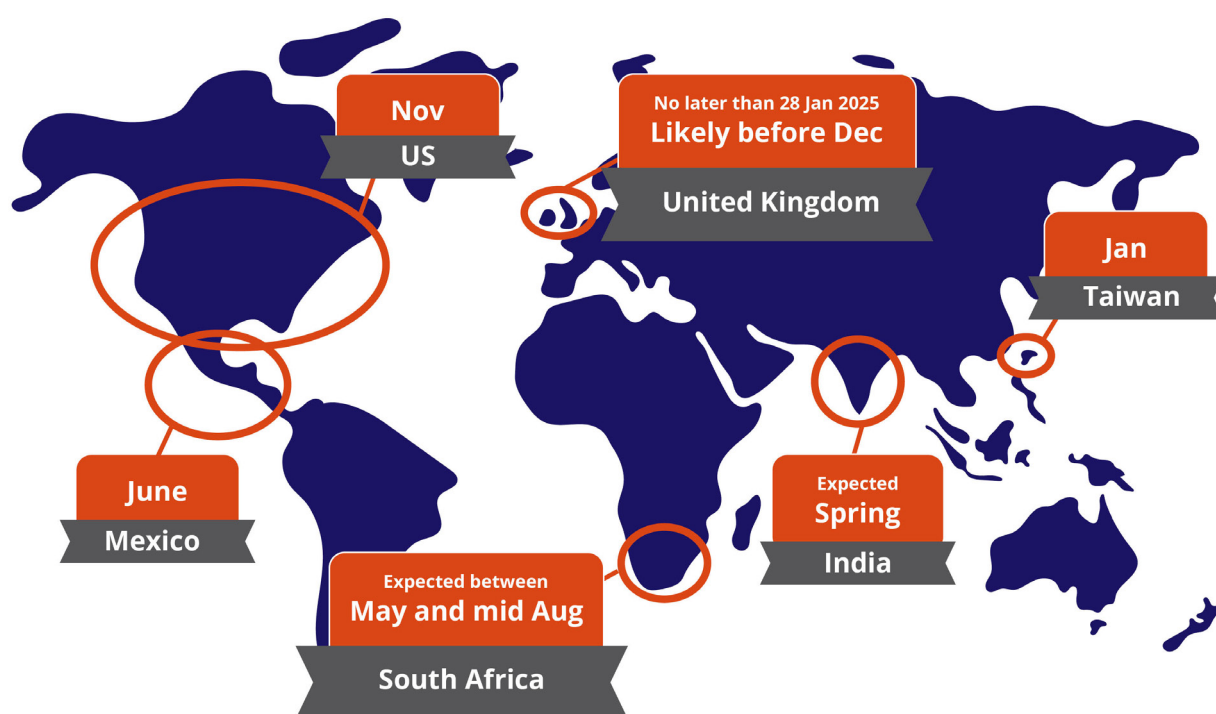 Nov
US
No later than 28 Jan 2025
Likely before Dec
United Kingdom
Jan
Taiwan
June
Mexico
Expected
Spring
India
Expected between
May and mid Aug
South Africa